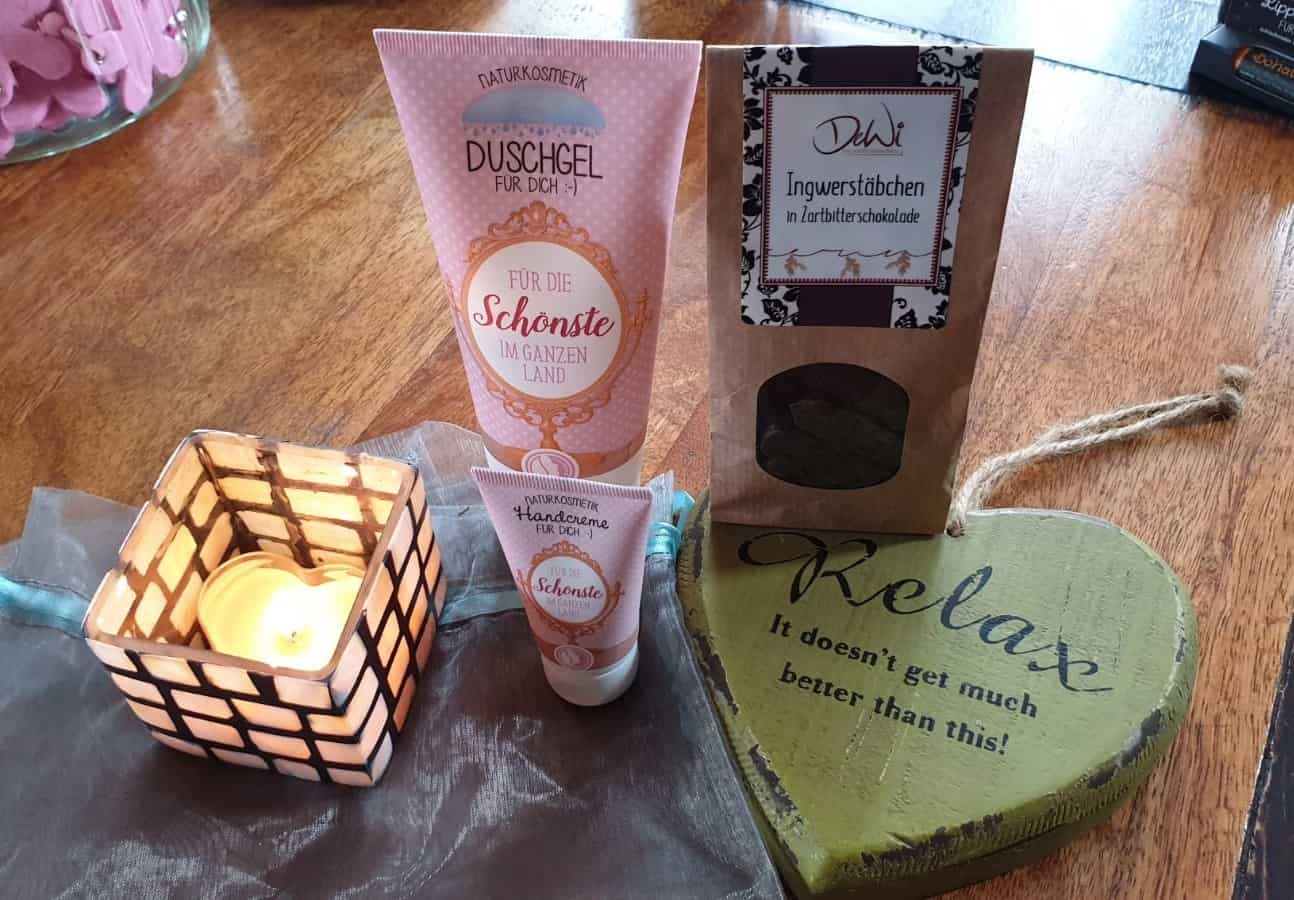 NATURKOSMETIK
DUSCHGEL
FÜR DICH :-)
FÜR DIE
Schönste
IM GANZEN
LAND
NATURKOSMETIK
Handcreme
FÜR DICH :-)
FÜR DIE
Schönste
IM GANZEN
LAND
DeWi
Ingwerstäbchen
in Zartbitterschokolade
Relax
It doesn't get much
better than this!